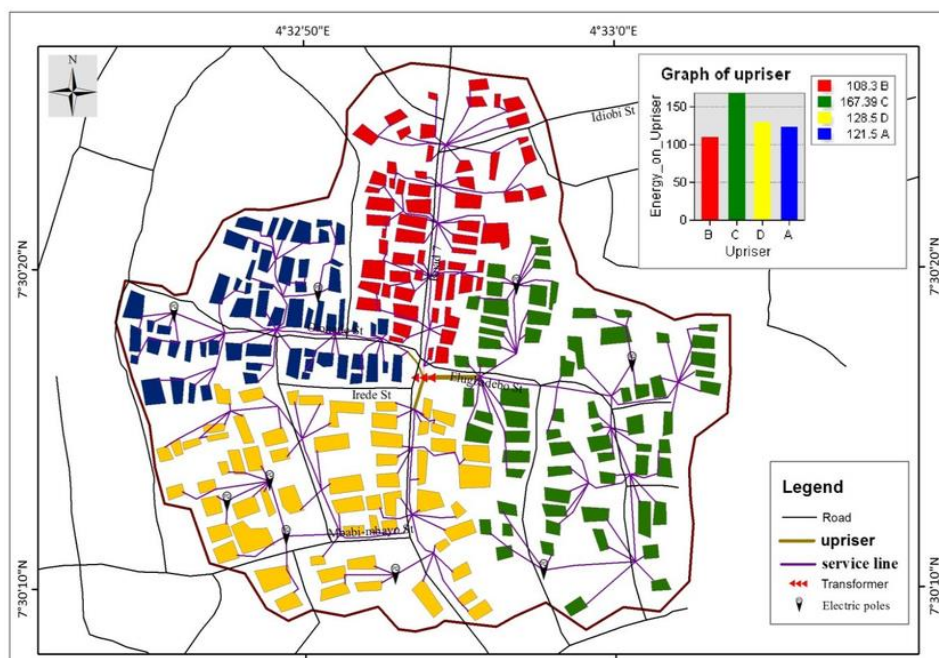 4°32'50"E
4°33'0"E
N
Graph of upriser
Energy_on_Upriser
150
100
50
0
B
C
D
A
Upriser
108.3 B
167.39 C
128.5 D
121.5 A
Idiobi St
7°30'20"N
7°30'20"N
St
Irede St
7°30'10"N
7°30'10"N
Legend
Road
upriser
service line
Transformer
Electric poles